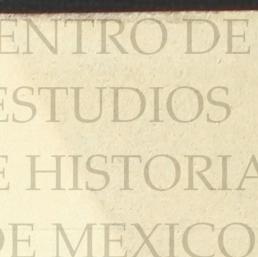 ENTRO DE
ESTUDIOS
E HISTORIA
DE MEXICO